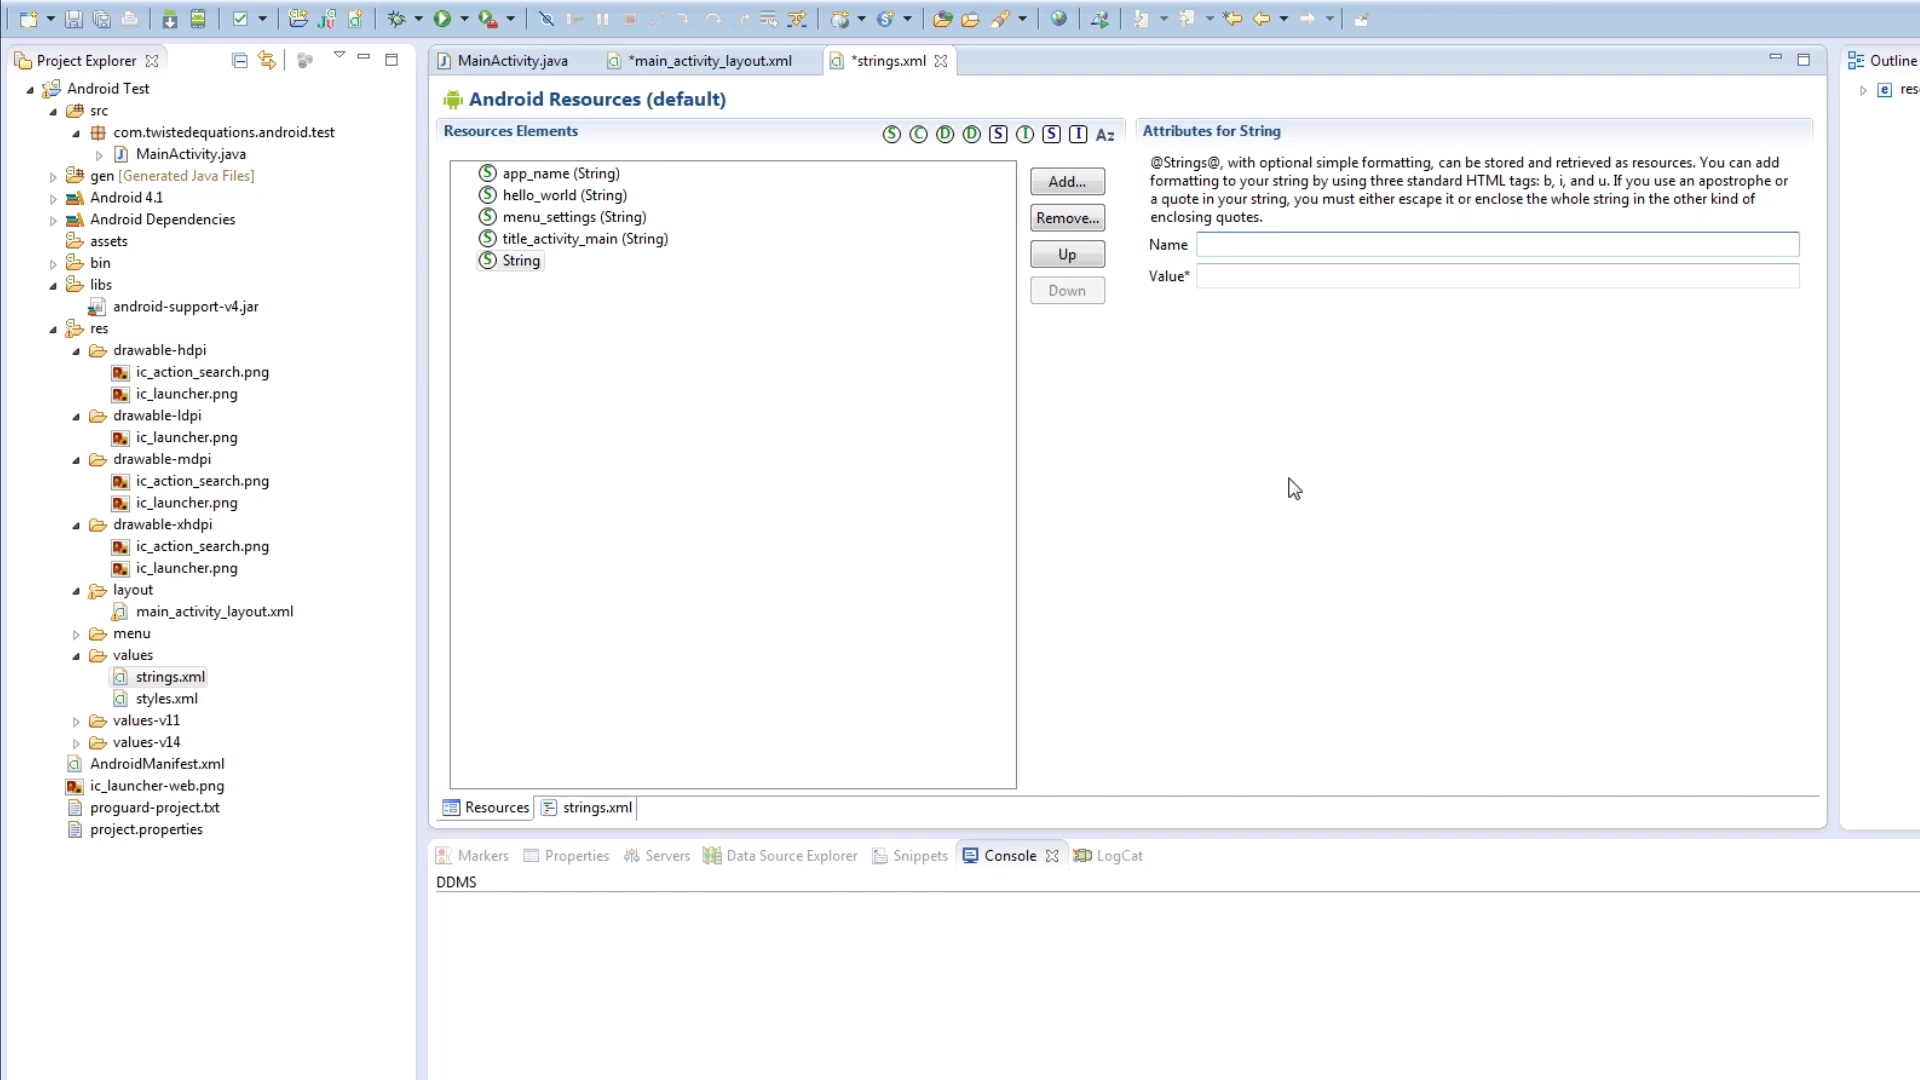 Project Explorer
MainActivity.java
*main_activity_layout.xml
*strings.xml
Outline
Android Test
src
com.twistedequations.android.test
MainActivity.java
gen [Generated Java Files]
Android 4.1
Android Dependencies
assets
bin
libs
android-support-v4.jar
res
drawable-hdpi
ic_action_search.png
ic_launcher.png
drawable-ldpi
ic_launcher.png
drawable-mdpi
ic_action_search.png
ic_launcher.png
drawable-xhdpi
ic_action_search.png
ic_launcher.png
layout
main_activity_layout.xml
menu
values
strings.xml
styles.xml
values-v11
values-v14
AndroidManifest.xml
ic_launcher-web.png
proguard-project.txt
project.properties
Android Resources (default)
Resources Elements
S C D D S I S I Az
app_name (String)
hello_world (String)
menu_settings (String)
title_activity_main (String)
String
Add...
Remove...
Up
Down
Attributes for String
@Strings@, with optional simple formatting, can be stored and retrieved as resources. You can add
formatting to your string by using three standard HTML tags: b, i, and u. If you use an apostrophe or
a quote in your string, you must either escape it or enclose the whole string in the other kind of
enclosing quotes.
Name
Value*
Resources
strings.xml
res
Markers
Properties
Servers
Data Source Explorer
Snippets
Console
LogCat
DDMS